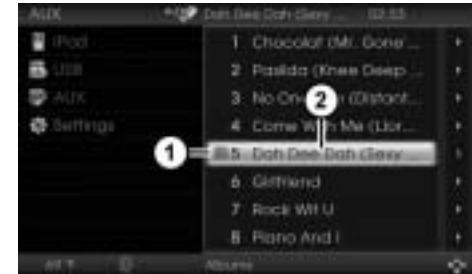 AUX Dah Dee Dah (Sexy ... 02:53
iPod
USB
AUX
Settings
1 Chocolat (Mr. Gone ...
2 Pasilda (Knee Deep ...
3 No On (Distant...
4 Come With Me (
5 Dah Dee Dah (Sexy ...
6 Girlfriend
7 Rock Wit U
8 Piano And I
1
2
Albums